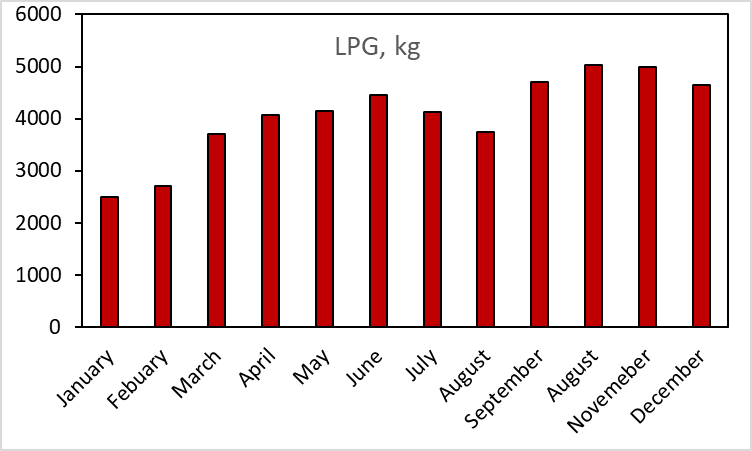 6000
LPG, kg
5000
4000
3000
2000
1000
0
January
Febuary
March
April
May
June
July
August
September
August
Novemeber
December